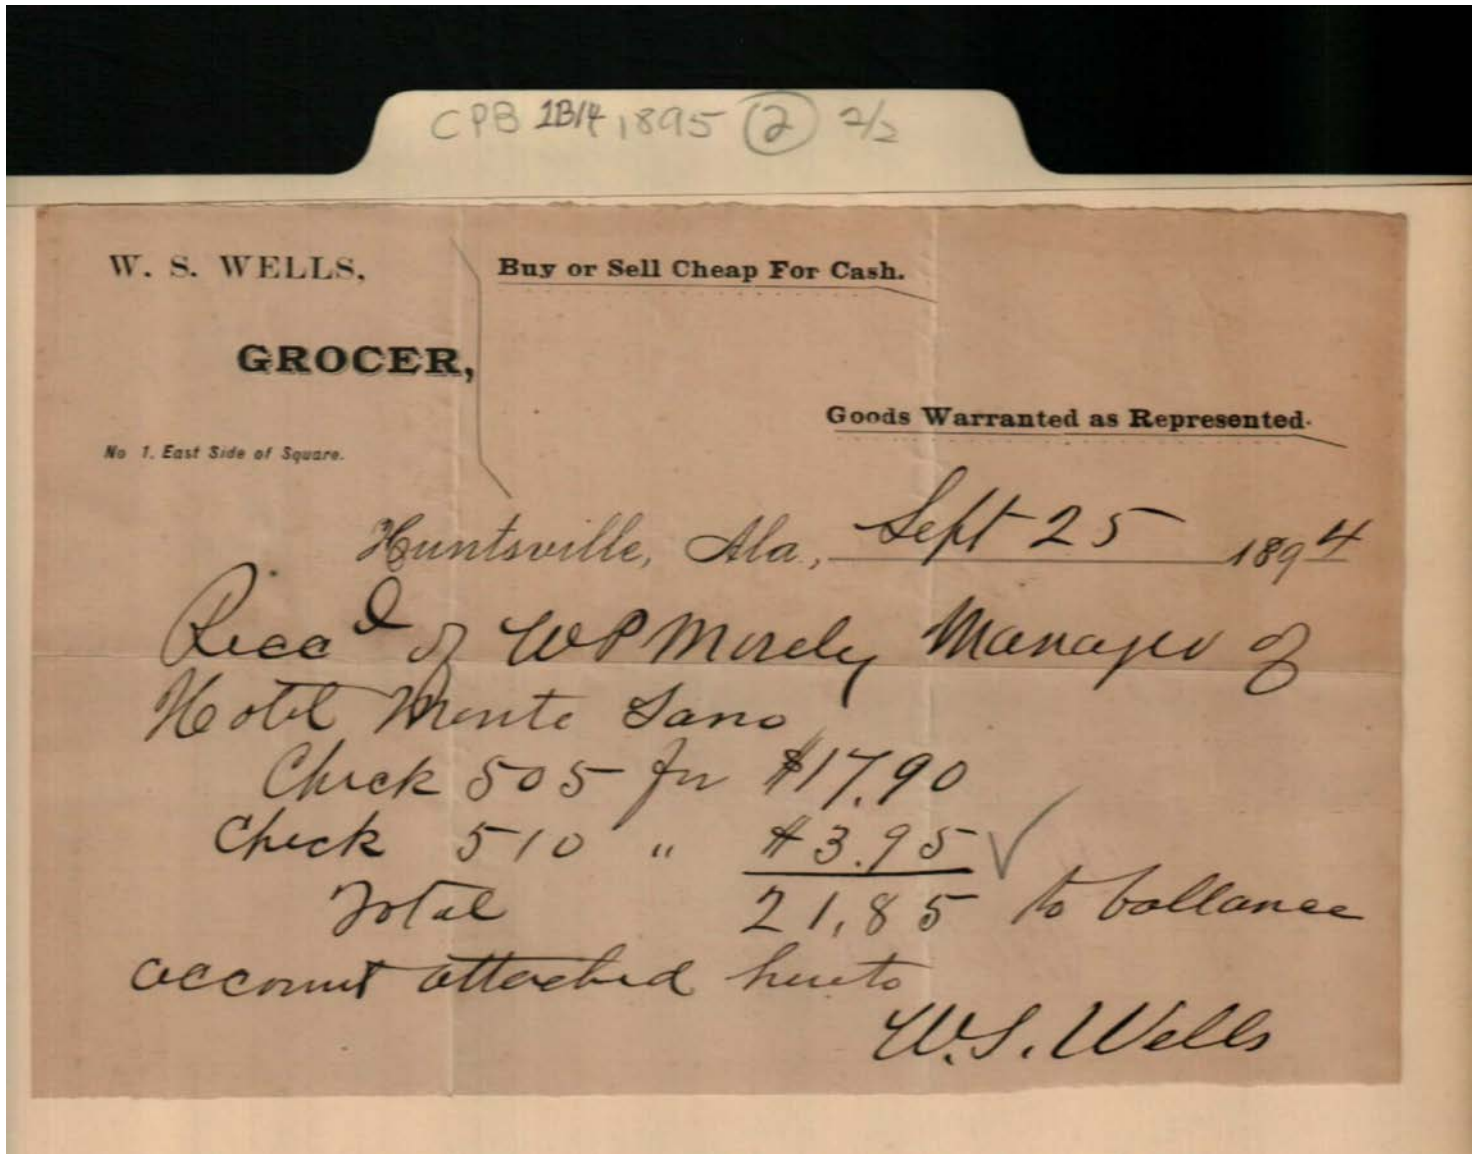 CPB 1B14 1895 2 2/2
W. S. WELLS,
Buy or Sell Cheap For Cash.
GROCER,
Goods Warranted as Represented.
No 1. East Side of Square.
Huntsville, Ala., Sept 25 1894
Recd of W P Morely Manager of
Hotel Monte Sano
Check 505 for $17.90
Check 510 " $3.95
Total 21.85 to ballance
account attached hereto
W.S. Wells